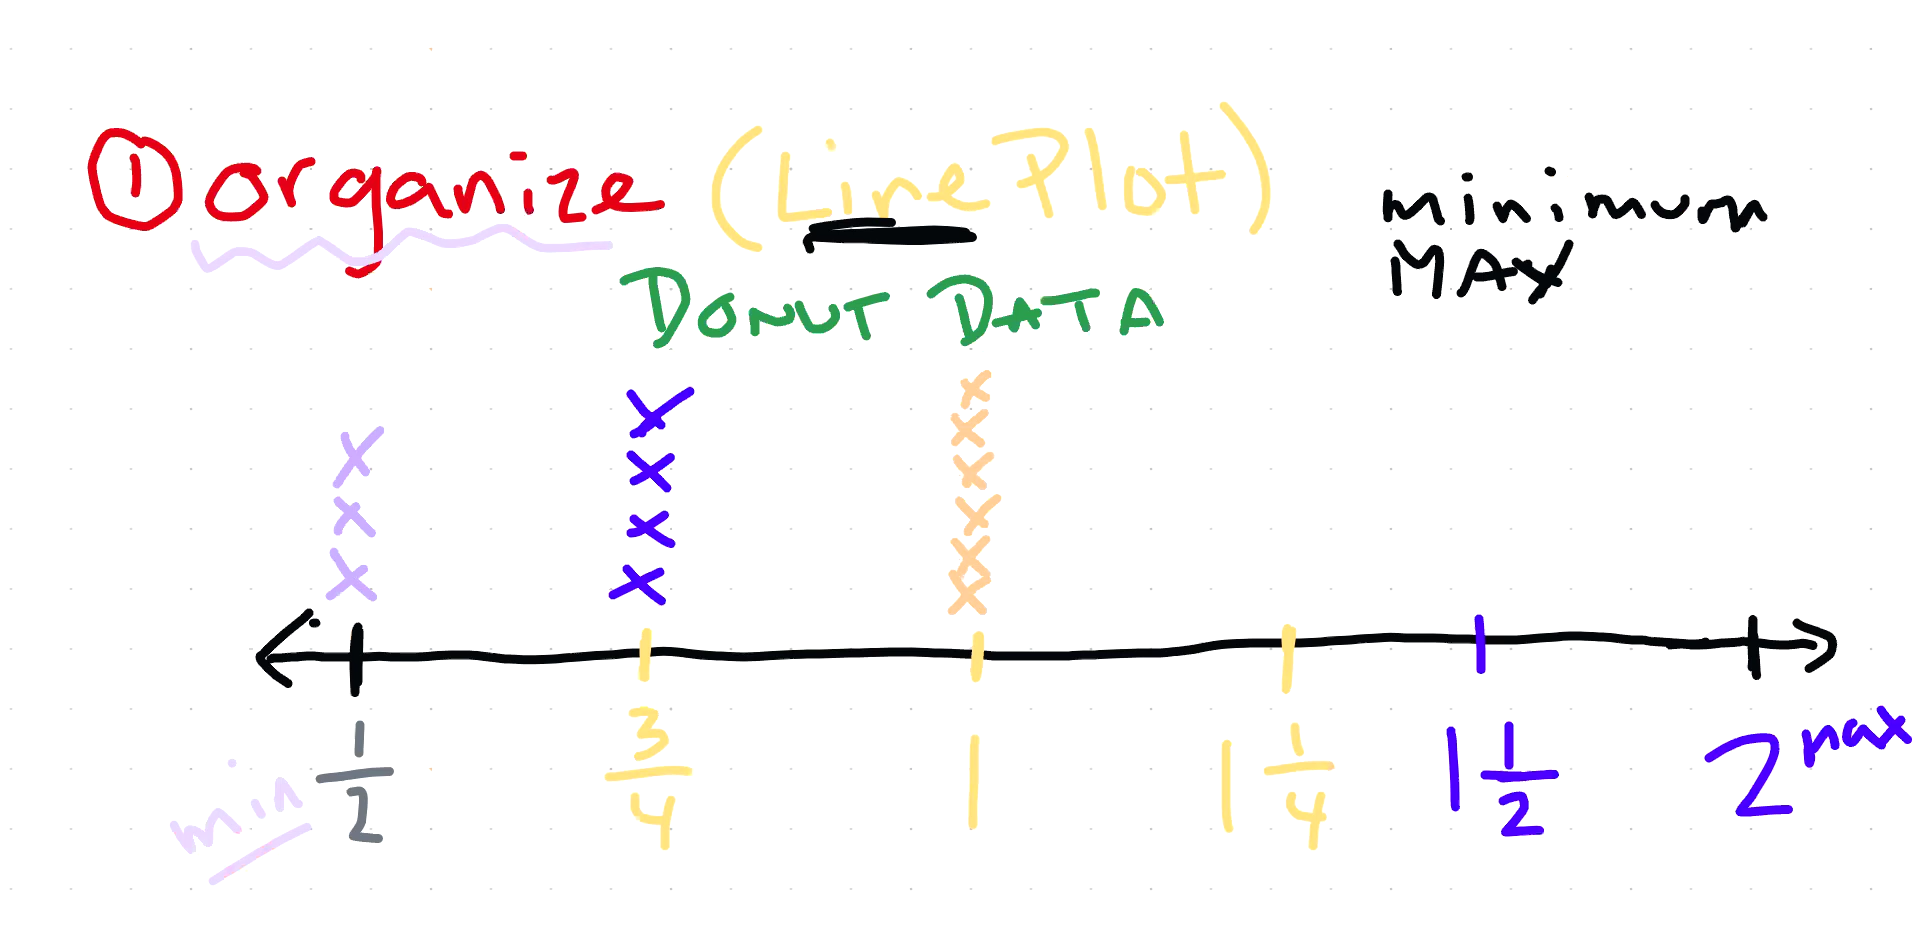 ① organize (Line Plot)
minimum
MAX
DONUT DATA
x x x x x x x x x x x x x
min 1/2 3/4 1 1 1/4 1 1/2 2 max